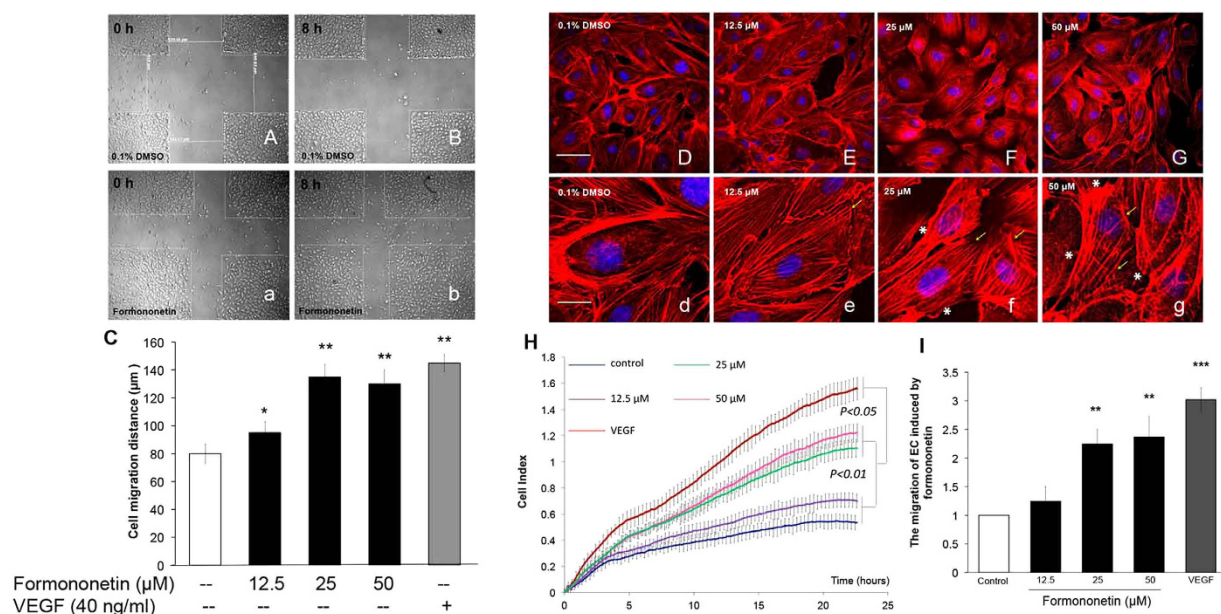 0 h
A
0.1% DMSO
8 h
B
0.1% DMSO
0 h
a
Formononetin
8 h
b
0.1% DMSO
D
12.5 µM
E
25 µM
F
50 µM
G
0.1% DMSO
d
12.5 µM
e
25 µM
*
*
f
50 µM
*
*
*
g
C
Cell migration distance (µm )
160
140
120
100
80
60
40
20
0
*
**
**
**
Formononetin (µM) -- 12.5 25 50 --
VEGF (40 ng/ml) -- -- -- -- +
H
Cell Index
1.8
1.6
1.4
1.2
1
0.8
0.6
0.4
0.2
0
control
25 µM
12.5 µM
50 µM
VEGF
P<0.05
P<0.01
Time (hours)
0 5 10 15 20 25
I
The migration of EC induced by
formononetin
3.5
3
2.5
2
1.5
1
0.5
0
**
**
***
Control 12.5 25 50 VEGF
Formononetin (µM)